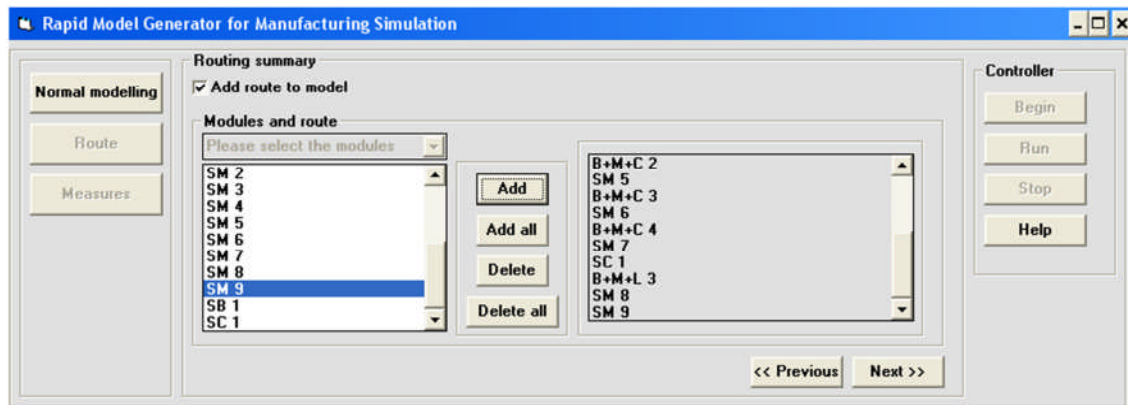 Rapid Model Generator for Manufacturing Simulation
Normal modelling
Route
Measures
Routing summary
Add route to model
Modules and route
Please select the modules
SM 2
SM 3
SM 4
SM 5
SM 6
SM 7
SM 8
SM 9
SB 1
SC 1
Add
Add all
Delete
Delete all
B+M+C 2
SM 5
B+M+C 3
SM 6
B+M+C 4
SM 7
SC 1
B+M+L 3
SM 8
SM 9
<< Previous
Next >>
Controller
Begin
Run
Stop
Help